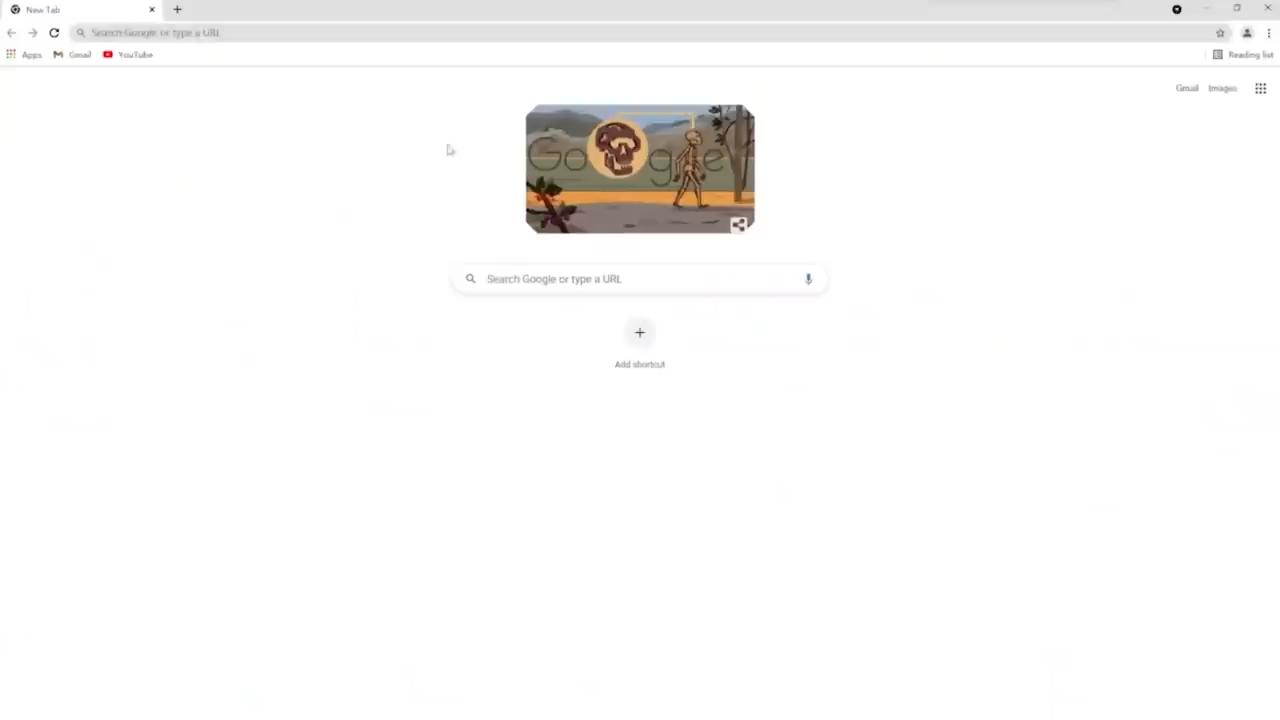 New Tab
Search Google or type a URL
Apps Gmail YouTube Reading list
Gmail Images
Google
Search Google or type a URL
Add shortcut